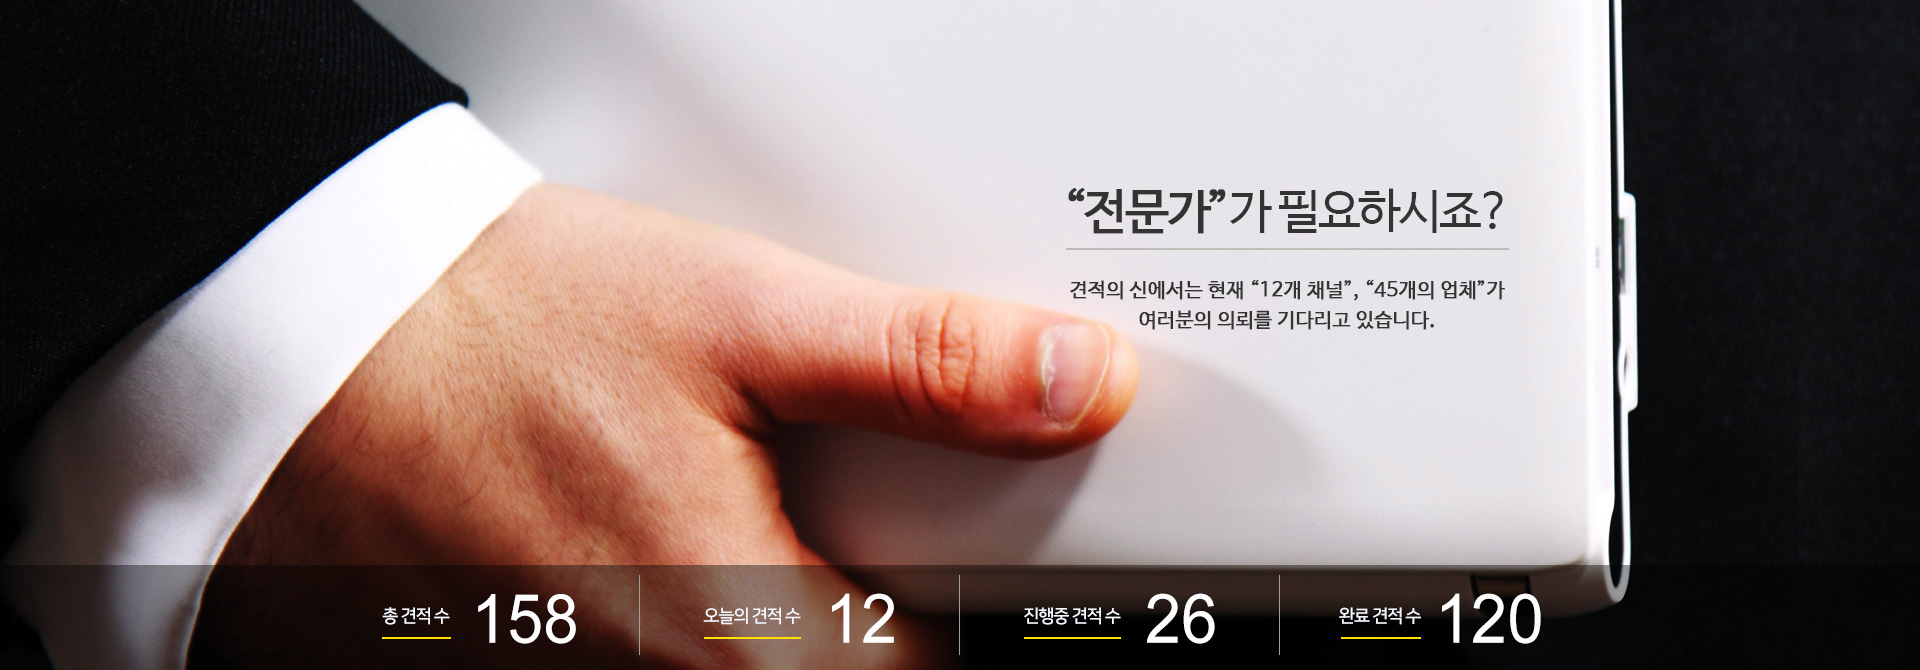 “전문가”가 필요하시죠?
견적의 신에서는 현재 “12개 채널”, “45개의 업체”가
여러분의 의뢰를 기다리고 있습니다.
총 견적 수 158 오늘의 견적 수 12 진행중 견적 수 26 완료 견적 수 120